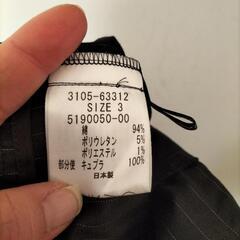 3105-63312
SIZE 3
5190050-00
綿 94%
ポリウレタン 5%
ポリエステル 1%
部分使 キュプラ 100%
日本製